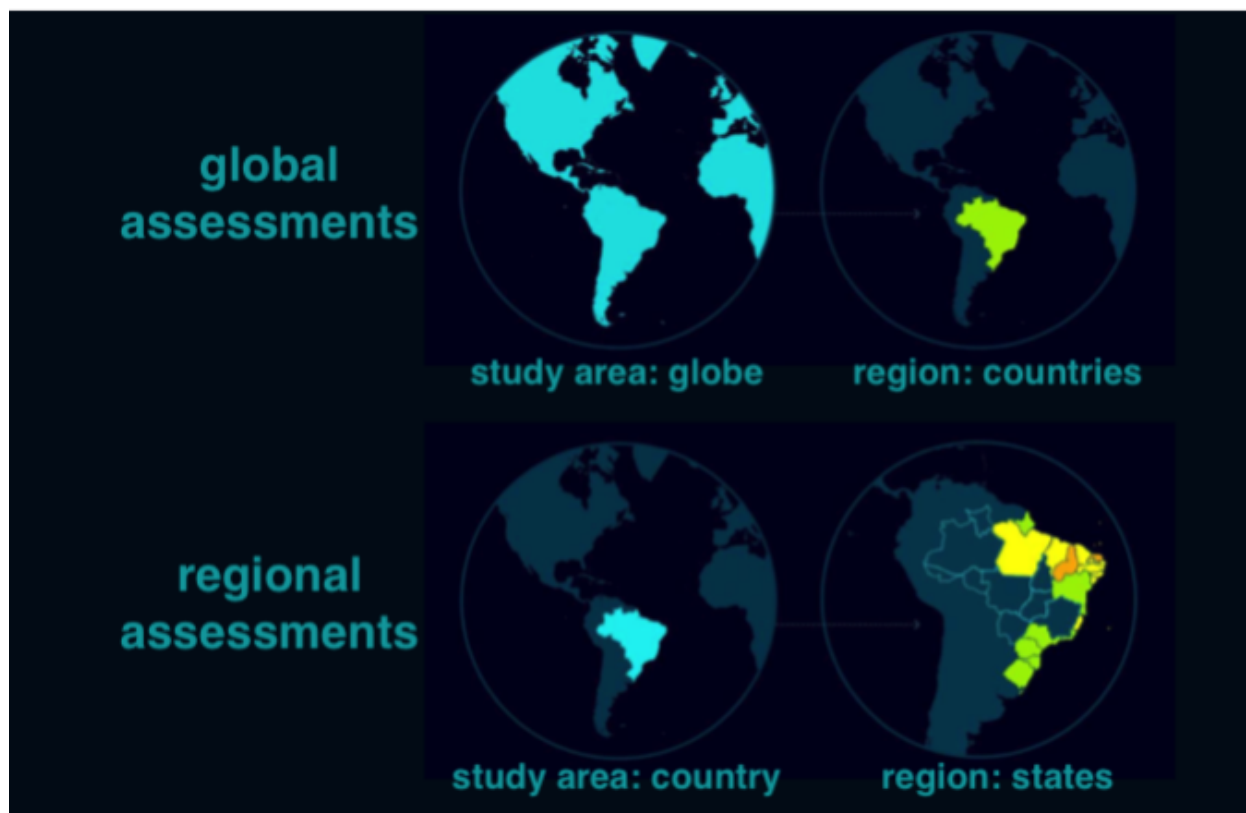 global
assessments
study area: globe
region: countries
regional
assessments
study area: country
region: states